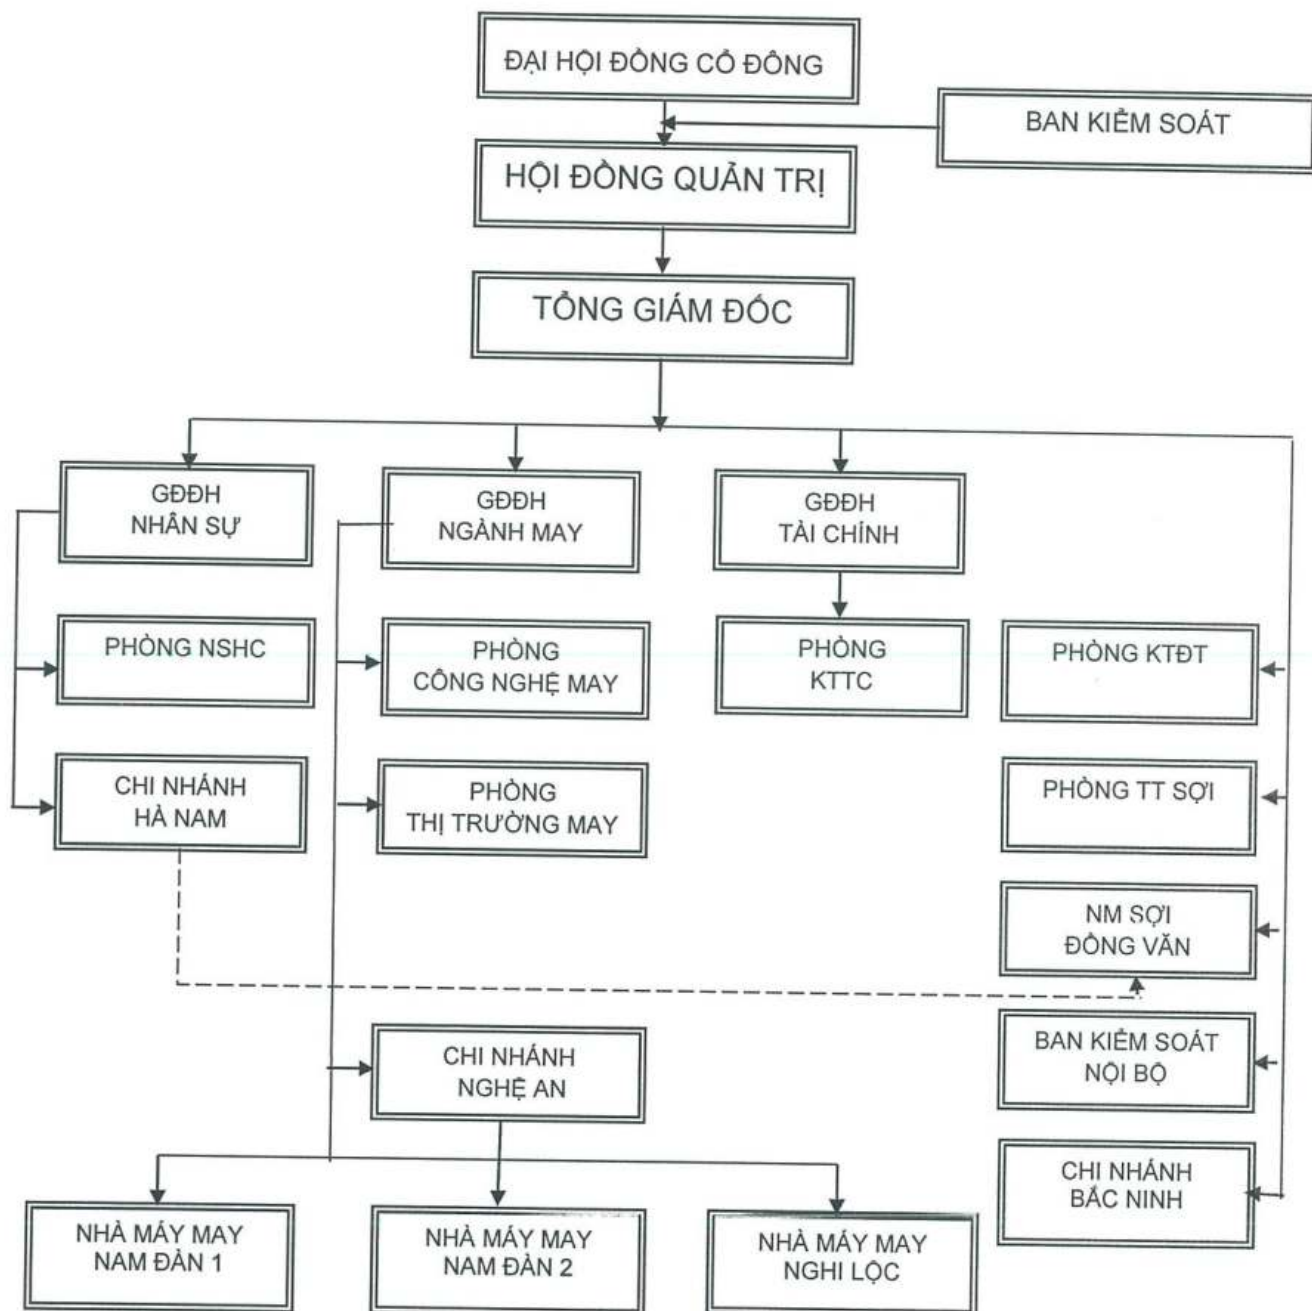 ĐẠI HỘI ĐỒNG CỔ ĐÔNG
BAN KIỂM SOÁT
HỘI ĐỒNG QUẢN TRỊ
TỔNG GIÁM ĐỐC
GĐĐH
NHÂN SỰ
GĐĐH
NGÀNH MAY
GĐĐH
TÀI CHÍNH
PHÒNG NSHC
PHÒNG
CÔNG NGHỆ MAY
PHÒNG
KTTC
PHÒNG KTĐT
CHI NHÁNH
HÀ NAM
PHÒNG
THỊ TRƯỜNG MAY
PHÒNG TT SỢI
NM SỢI
ĐỒNG VĂN
CHI NHÁNH
NGHỆ AN
BAN KIỂM SOÁT
NỘI BỘ
CHI NHÁNH
BẮC NINH
NHÀ MÁY MAY
NAM ĐÀN 1
NHÀ MÁY MAY
NAM ĐÀN 2
NHÀ MÁY MAY
NGHI LỘC